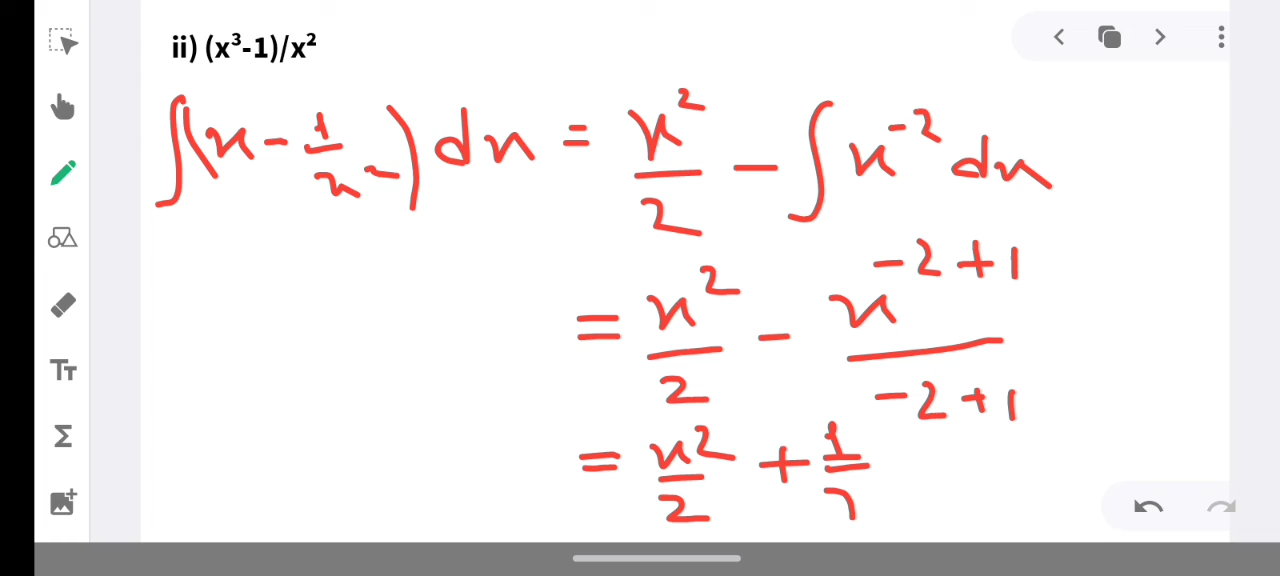 ii) (x³-1)/x²
∫(x - 1/x²) dx = x²/2 - ∫x⁻² dx
= x²/2 - x^(-2+1)/(-2+1)
= x²/2 + 1/
Tт
Σ